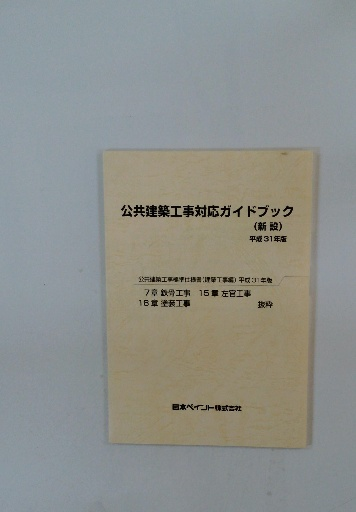 公共建築工事対応ガイドブック
(新 設)
平成31年版
公共建築工事標準仕様書(建築工事編) 平成31年版
7章 鉄骨工事 15章 左官工事
18章 塗装工事 抜粋
日本ペイント株式会社